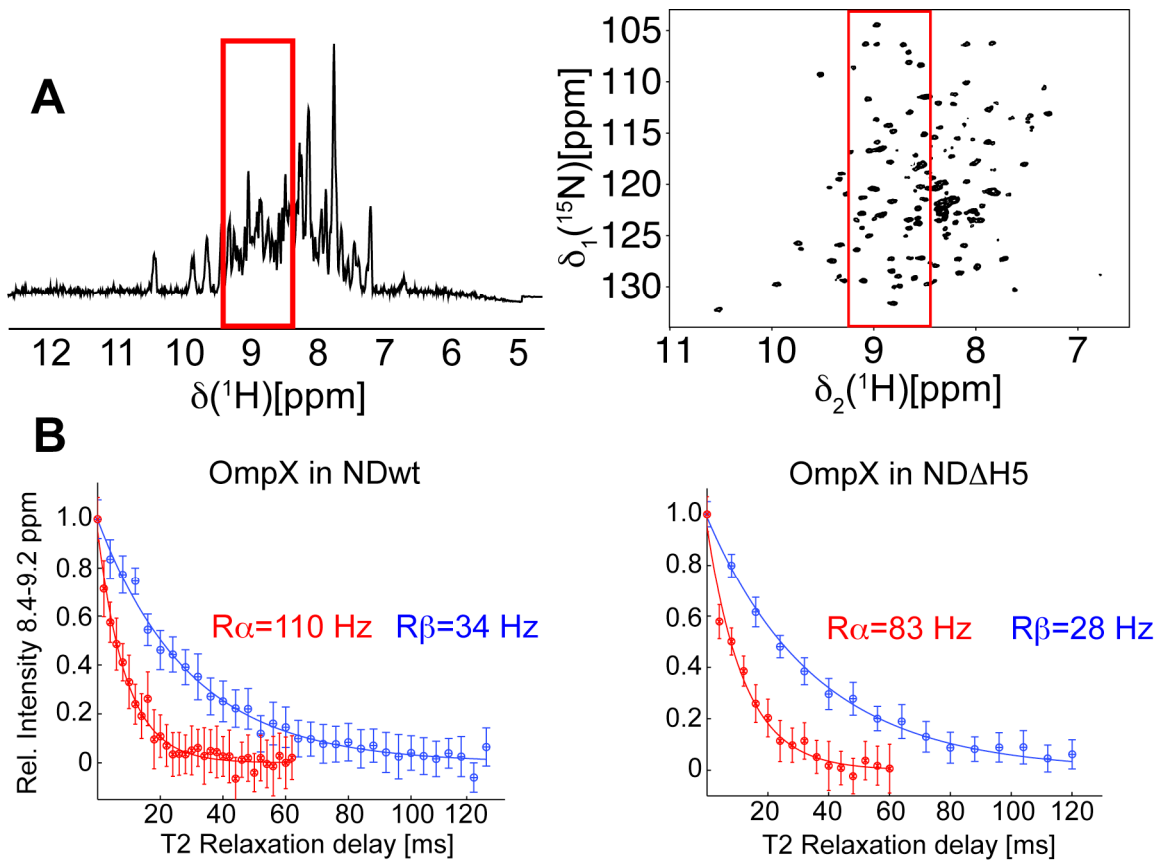 A
12 11 10 9 8 7 6 5
δ(¹H)[ppm]
105
110
115
120
125
130
δ₁(¹⁵N)[ppm]
11 10 9 8 7
δ₂(¹H)[ppm]
B
OmpX in NDwt
Rel. Intensity 8.4-9.2 ppm
1.0
0.8
0.6
0.4
0.2
0
Rα=110 Hz Rβ=34 Hz
20 40 60 80 100 120
T2 Relaxation delay [ms]
OmpX in NDΔH5
1.0
0.8
0.6
0.4
0.2
0
Rα=83 Hz Rβ=28 Hz
20 40 60 80 100 120
T2 Relaxation delay [ms]